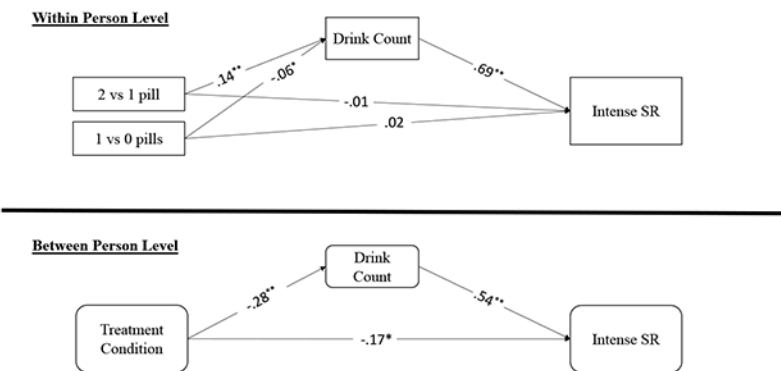 Within Person Level
Drink Count
.14**
-.06*
.69**
2 vs 1 pill
-.01
Intense SR
1 vs 0 pills
.02
Between Person Level
Drink
Count
-.28**
.54**
Treatment
Condition
-.17*
Intense SR